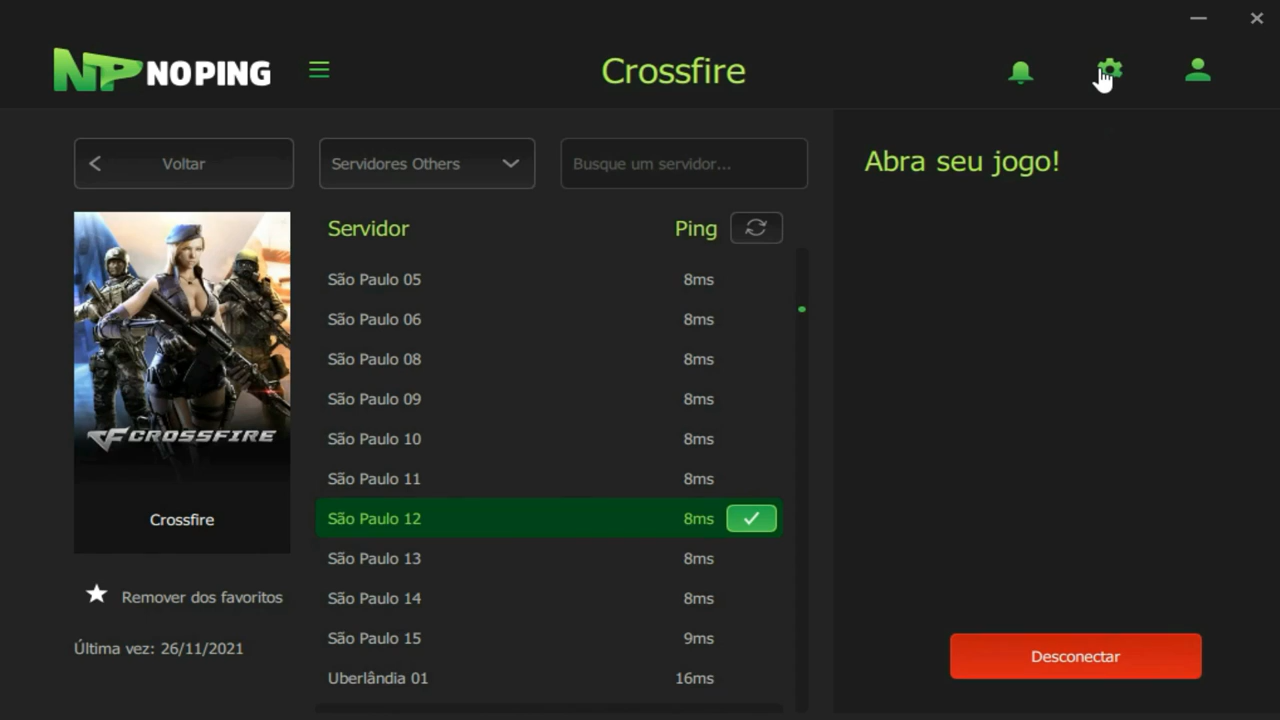 NP NOPING
Crossfire
Voltar
Servidores Others
Busque um servidor...
Abra seu jogo!
Servidor
Ping
São Paulo 05
8ms
São Paulo 06
8ms
São Paulo 08
8ms
São Paulo 09
8ms
São Paulo 10
8ms
São Paulo 11
8ms
São Paulo 12
8ms
São Paulo 13
8ms
São Paulo 14
8ms
São Paulo 15
9ms
Uberlândia 01
16ms
CF CROSSFIRE
Crossfire
Remover dos favoritos
Última vez: 26/11/2021
Desconectar